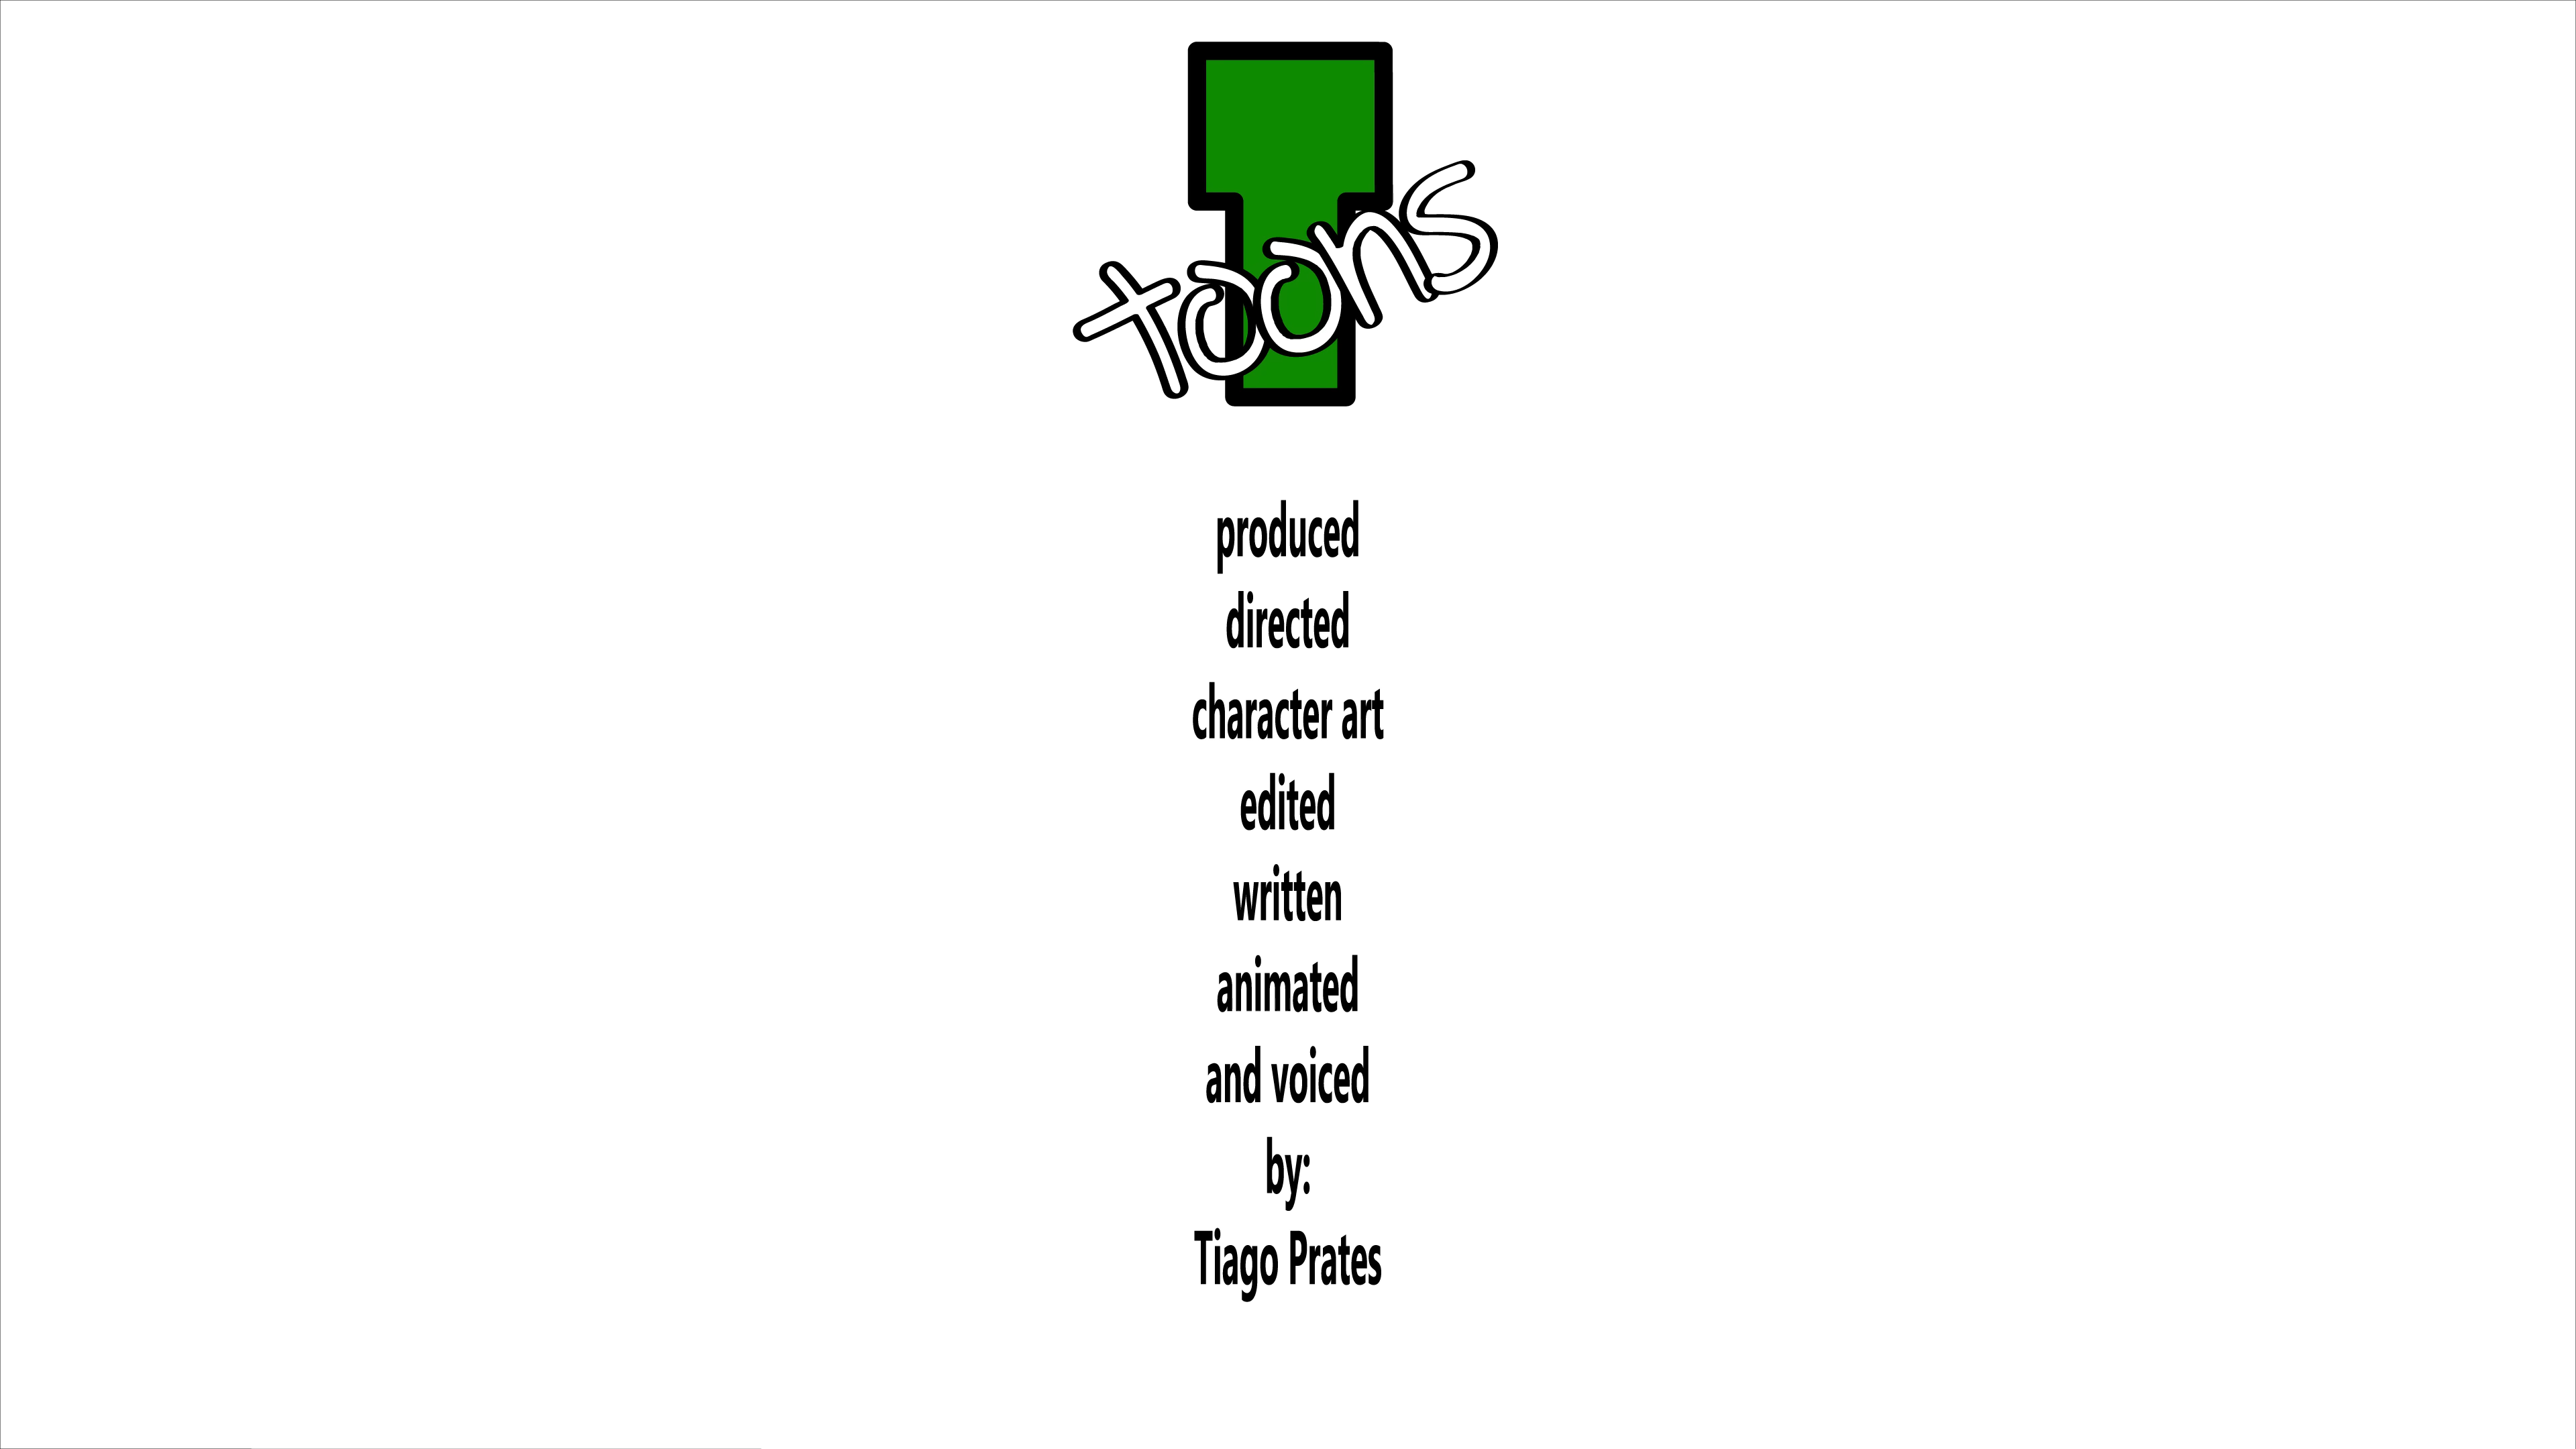 T
toons
produced
directed
character art
edited
written
animated
and voiced
by:
Tiago Prates